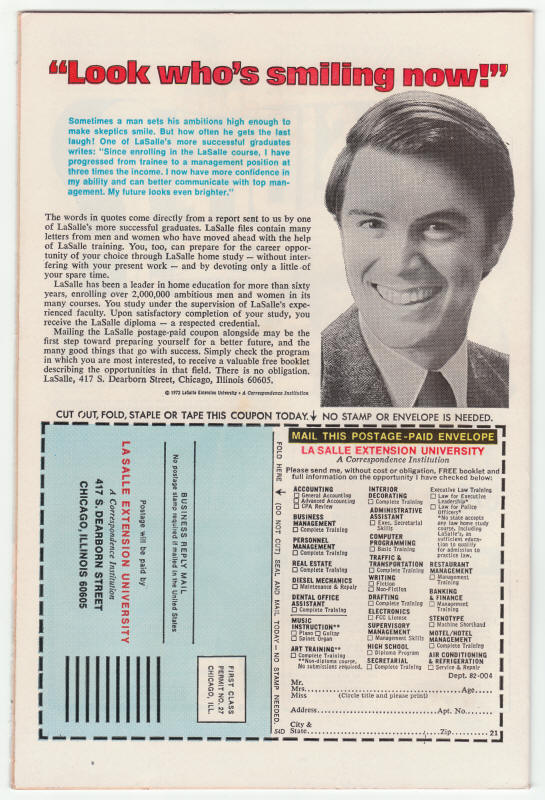 “Look who’s smiling now!”
Sometimes a man sets his ambitions high enough to
make skeptics smile. But how often he gets the last
laugh! One of LaSalle's more successful graduates
writes: "Since enrolling in the LaSalle course, I have
progressed from trainee to a management position at
three times the income. I now have more confidence in
my ability and can better communicate with top man-
agement. My future looks even brighter."
The words in quotes come directly from a report sent to us by one
of LaSalle's more successful graduates. LaSalle files contain many
letters from men and women who have moved ahead with the help
of LaSalle training. You, too, can prepare for the career oppor-
tunity of your choice through LaSalle home study — without inter-
fering with your present work — and by devoting only a little of
your spare time.
LaSalle has been a leader in home education for more than sixty
years, enrolling over 2,000,000 ambitious men and women in its
many courses. You study under the supervision of LaSalle's expe-
rienced faculty. Upon satisfactory completion of your study, you
receive the LaSalle diploma — a respected credential.
Mailing the LaSalle postage-paid coupon alongside may be the
first step toward preparing yourself for a better future, and the
many good things that go with success. Simply check the program
in which you are most interested, to receive a valuable free booklet
describing the opportunities in that field. There is no obligation.
LaSalle, 417 S. Dearborn Street, Chicago, Illinois 60605.
© 1972 LaSalle Extension University • A Correspondence Institution
CUT OUT, FOLD, STAPLE OR TAPE THIS COUPON TODAY. NO STAMP OR ENVELOPE IS NEEDED.
BUSINESS REPLY MAIL
No postage stamp required if mailed in the United States
Postage will be paid by
LA SALLE EXTENSION UNIVERSITY
A Correspondence Institution
417 S. DEARBORN STREET
CHICAGO, ILLINOIS 60605
FIRST CLASS
PERMIT NO. 27
CHICAGO, ILL.
FOLD HERE (DO NOT CUT) SEAL AND MAIL TODAY — NO STAMP NEEDED.
54D
MAIL THIS POSTAGE-PAID ENVELOPE
LA SALLE EXTENSION UNIVERSITY
A Correspondence Institution
Please send me, without cost or obligation, FREE booklet and
full information on the opportunity I have checked below:
ACCOUNTING
General Accounting
Advanced Accounting
CPA Review
BUSINESS
MANAGEMENT
Complete Training
PERSONNEL
MANAGEMENT
Complete Training
REAL ESTATE
Complete Training
DIESEL MECHANICS
Maintenance & Repair
DENTAL OFFICE
ASSISTANT
Complete Training
MUSIC
INSTRUCTION**
Piano Guitar
Spinet Organ
ART TRAINING**
Complete Training
**Non-diploma course.
No submissions required.
INTERIOR
DECORATING
Complete Training
ADMINISTRATIVE
ASSISTANT
Exec. Secretarial
Skills
COMPUTER
PROGRAMMING
Basic Training
TRAFFIC &
TRANSPORTATION
Complete Training
WRITING
Fiction
Non-Fiction
DRAFTING
Complete Training
ELECTRONICS
FCC License
SUPERVISORY
MANAGEMENT
Management Skills
HIGH SCHOOL
Diploma Program
SECRETARIAL
Complete Training
Executive Law Training
Law for Executive
Leadership*
Law for Police
Officers*
*No state accepts
any law home study
course, including
LaSalle's, as
sufficient educa-
tion to qualify
for admission to
practice law.
RESTAURANT
MANAGEMENT
Management
Training
BANKING
& FINANCE
Management
Training
STENOTYPE
Machine Shorthand
MOTEL/HOTEL
MANAGEMENT
Complete Training
AIR CONDITIONING
& REFRIGERATION
Service & Repair
Dept. 82-004
Mr.
Mrs. Age
Miss (Circle title and please print)
Address Apt. No.
City &
State Zip 21